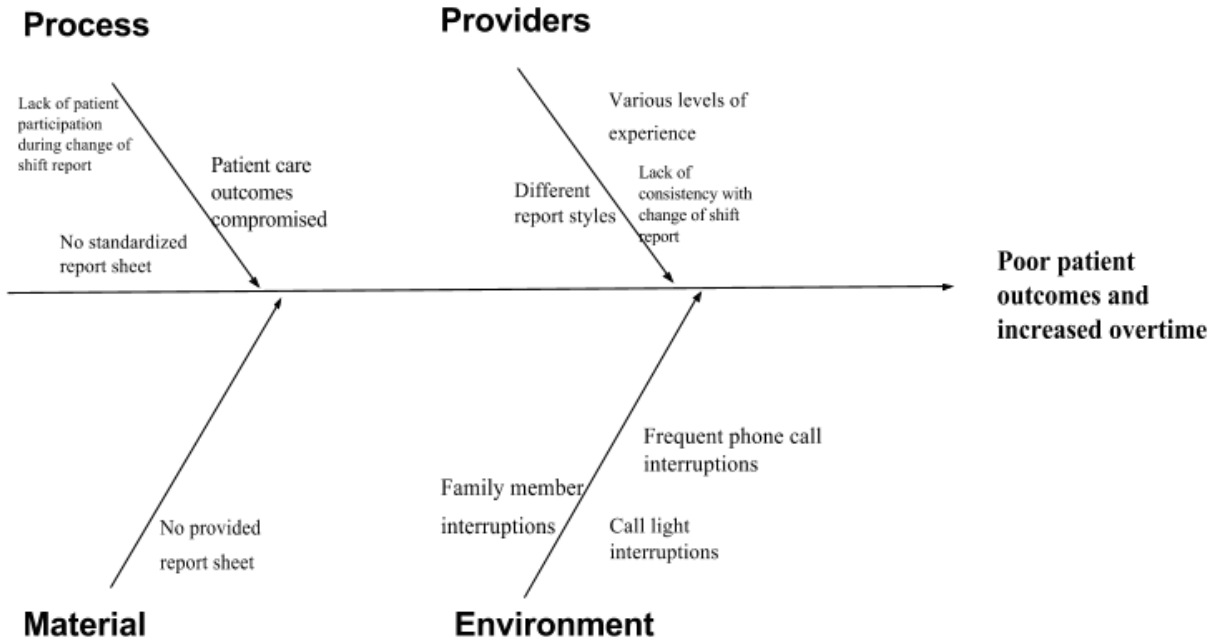 Process
Providers
Lack of patient
participation
during change of
shift report
Patient care
outcomes
compromised
No standardized
report sheet
Various levels of
experience
Different
report styles
Lack of
consistency with
change of shift
report
Poor patient
outcomes and
increased overtime
No provided
report sheet
Family member
interruptions
Frequent phone call
interruptions
Call light
interruptions
Material
Environment